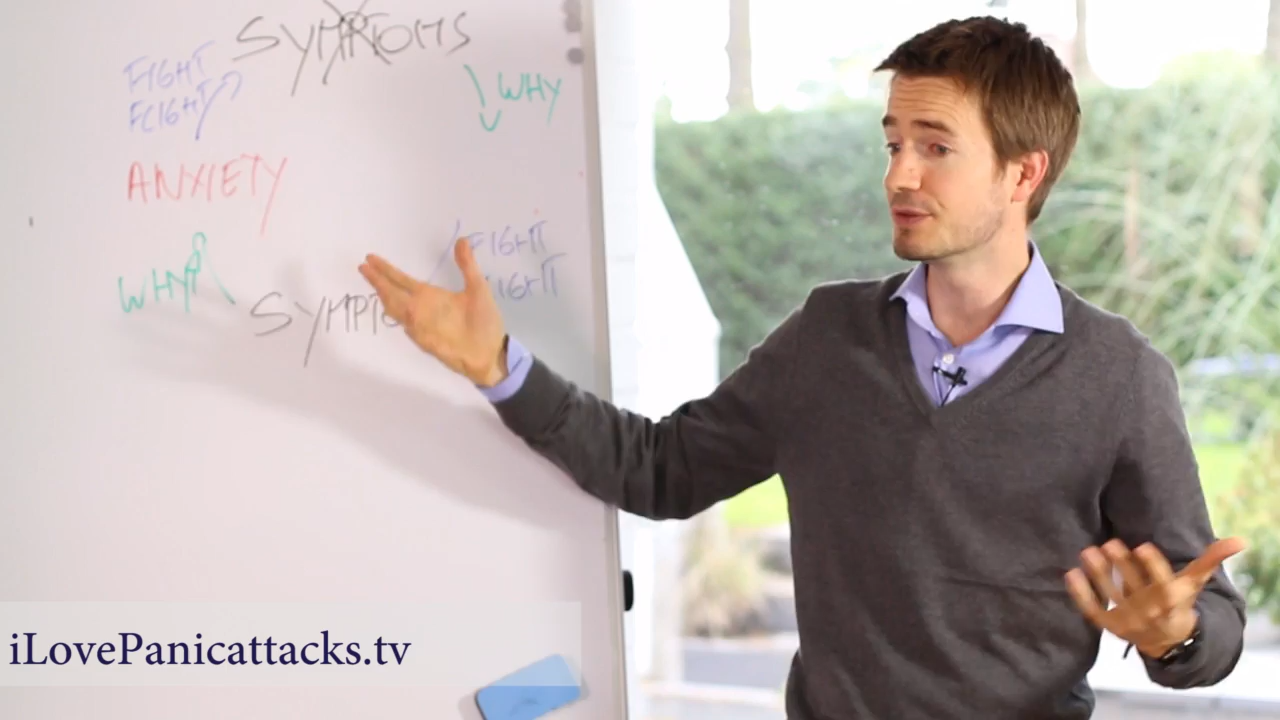 SYMPTOMS
FIGHT
FLIGHT
WHY
ANXIETY
FIGHT
WHY?
iLovePanicattacks.tv